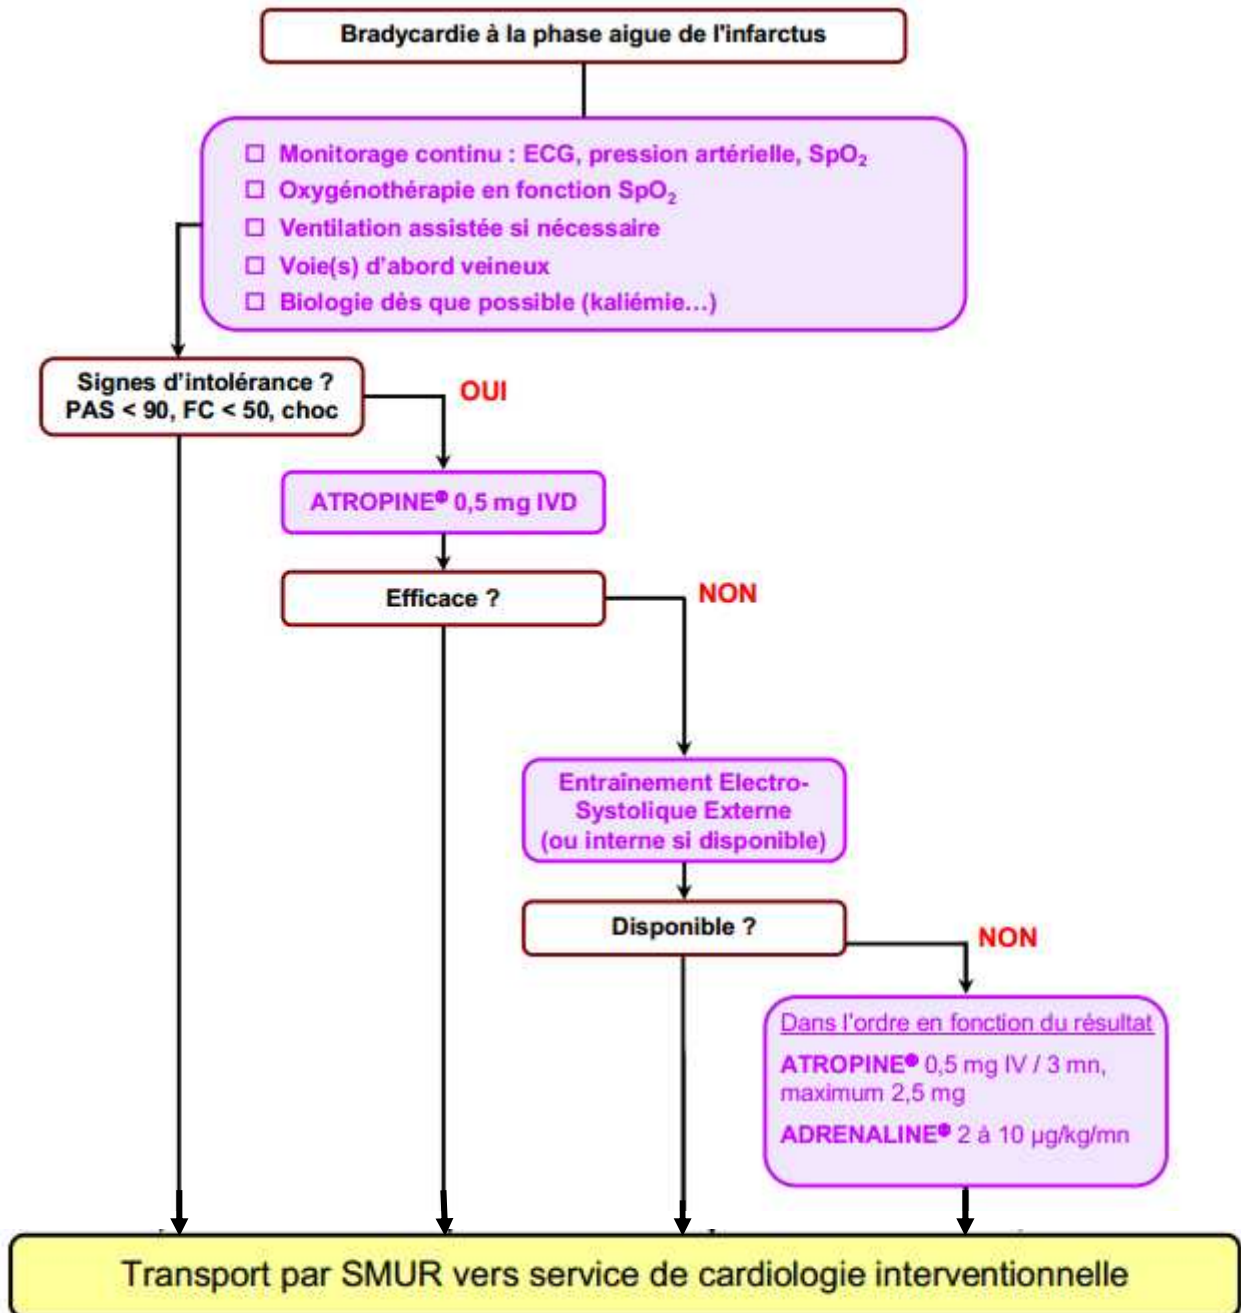 Bradycardie à la phase aigue de l'infarctus
☐ Monitorage continu : ECG, pression artérielle, SpO₂
☐ Oxygénothérapie en fonction SpO₂
☐ Ventilation assistée si nécessaire
☐ Voie(s) d'abord veineux
☐ Biologie dès que possible (kaliémie…)
Signes d'intolérance ?
PAS < 90, FC < 50, choc
OUI
ATROPINE® 0,5 mg IVD
Efficace ?
NON
Entraînement Electro-
Systolique Externe
(ou interne si disponible)
Disponible ?
NON
Dans l'ordre en fonction du résultat
ATROPINE® 0,5 mg IV / 3 mn,
maximum 2,5 mg
ADRENALINE® 2 à 10 µg/kg/mn
Transport par SMUR vers service de cardiologie interventionnelle